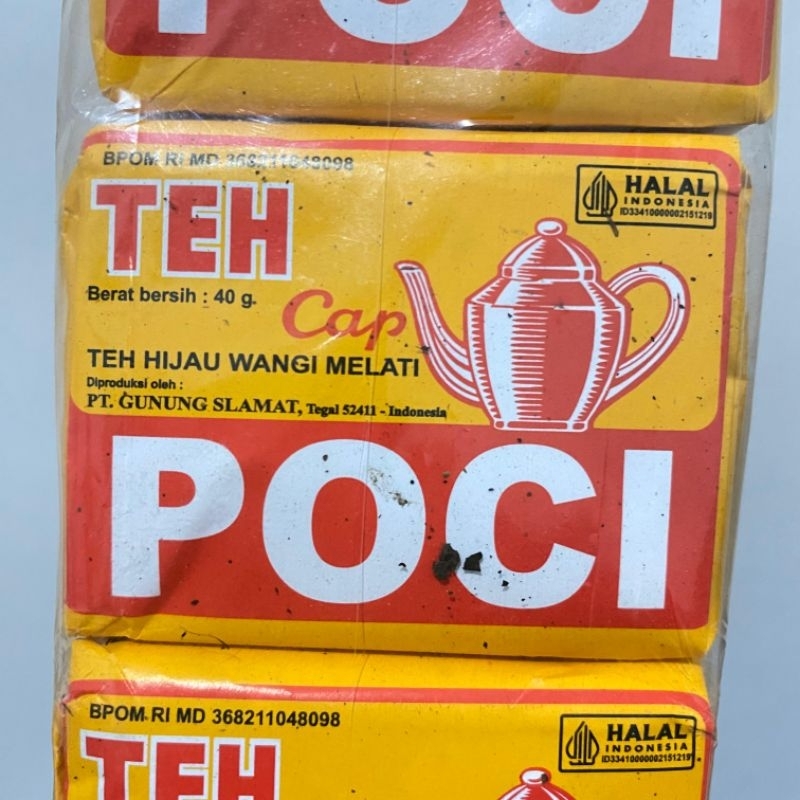 POCI
BPOM RI MD 368211048098
HALAL
INDONESIA
ID33410000002151219
TEH
Berat bersih : 40 g.
Cap
TEH HIJAU WANGI MELATI
Diproduksi oleh :
PT. GUNUNG SLAMAT, Tegal 52411 - Indonesia
POCI
BPOM RI MD 368211048098
HALAL
INDONESIA
ID33410000002151219
TEH